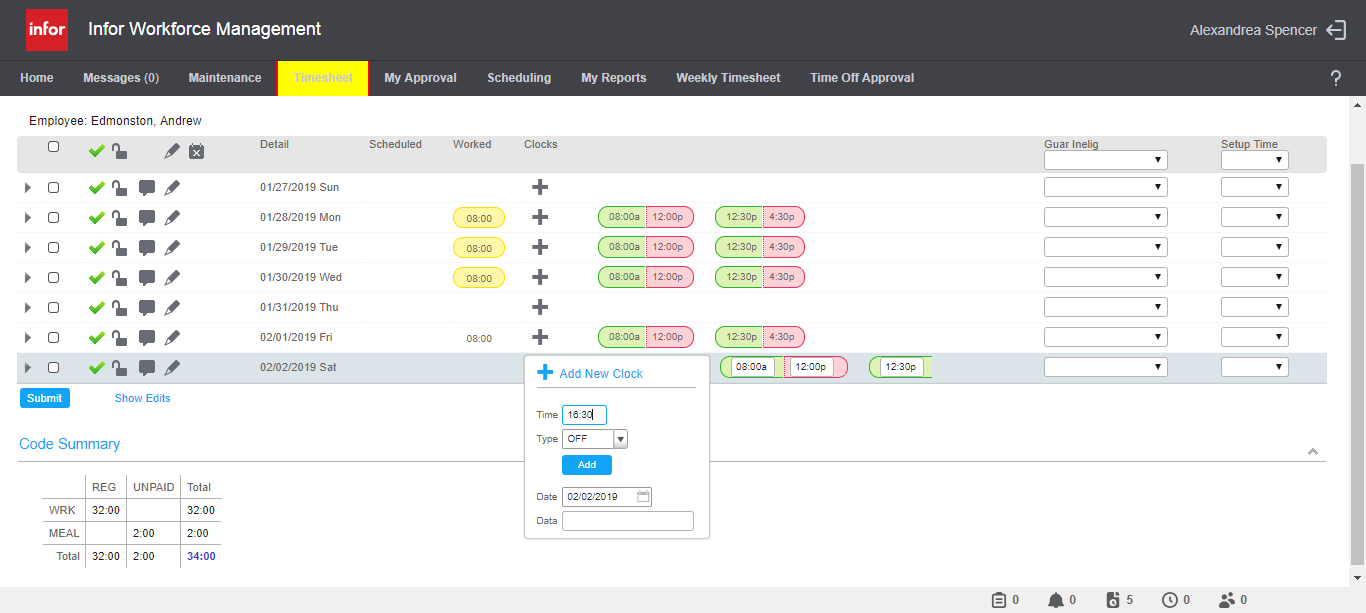 infor Infor Workforce Management Alexandrea Spencer
Home Messages (0) Maintenance Timesheet My Approval Scheduling My Reports Weekly Timesheet Time Off Approval ?
Employee: Edmonston, Andrew
Detail Scheduled Worked Clocks Guar Inelig Setup Time
01/27/2019 Sun
01/28/2019 Mon 08:00 08:00a 12:00p 12:30p 4:30p
01/29/2019 Tue 08:00 08:00a 12:00p 12:30p 4:30p
01/30/2019 Wed 08:00 08:00a 12:00p 12:30p 4:30p
01/31/2019 Thu
02/01/2019 Fri 08:00 08:00a 12:00p 12:30p 4:30p
02/02/2019 Sat 08:00a 12:00p 12:30p
Add New Clock
Time 16:30
Type OFF
Add
Date 02/02/2019
Data
Submit Show Edits
Code Summary
REG UNPAID Total
WRK 32:00 32:00
MEAL 2:00 2:00
Total 32:00 2:00 34:00
0 0 5 0 0